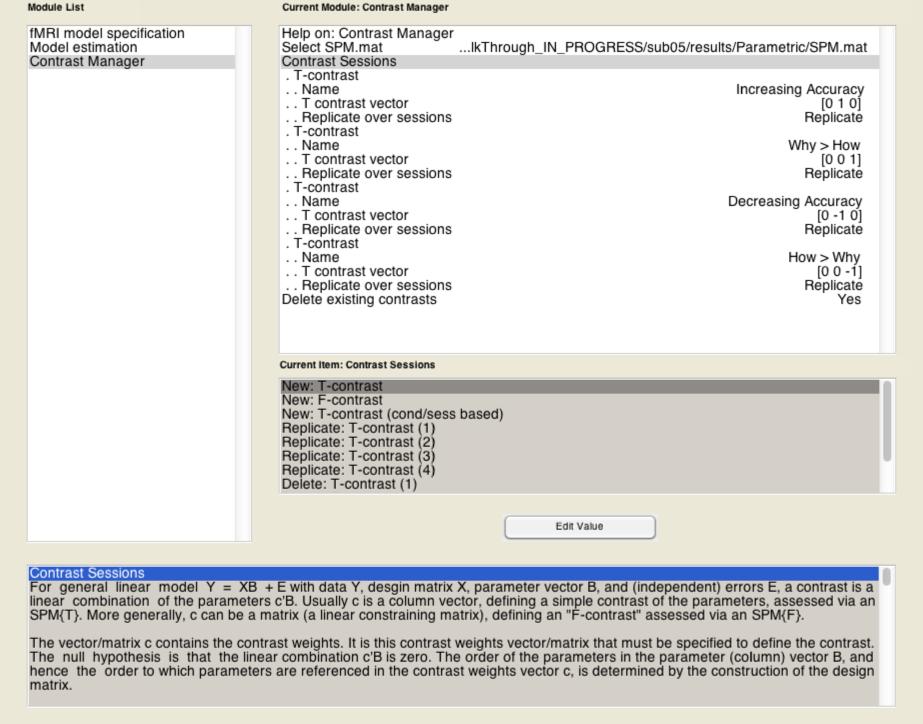 Module List
fMRI model specification
Model estimation
Contrast Manager
Current Module: Contrast Manager
Help on: Contrast Manager
Select SPM.mat ...lkThrough_IN_PROGRESS/sub05/results/Parametric/SPM.mat
Contrast Sessions
. T-contrast
. . Name Increasing Accuracy
. . T contrast vector [0 1 0]
. . Replicate over sessions Replicate
. T-contrast
. . Name Why > How
. . T contrast vector [0 0 1]
. . Replicate over sessions Replicate
. T-contrast
. . Name Decreasing Accuracy
. . T contrast vector [0 -1 0]
. . Replicate over sessions Replicate
. T-contrast
. . Name How > Why
. . T contrast vector [0 0 -1]
. . Replicate over sessions Replicate
Delete existing contrasts Yes
Current Item: Contrast Sessions
New: T-contrast
New: F-contrast
New: T-contrast (cond/sess based)
Replicate: T-contrast (1)
Replicate: T-contrast (2)
Replicate: T-contrast (3)
Replicate: T-contrast (4)
Delete: T-contrast (1)
Edit Value
Contrast Sessions
For general linear model Y = XB + E with data Y, desgin matrix X, parameter vector B, and (independent) errors E, a contrast is a
linear combination of the parameters c'B. Usually c is a column vector, defining a simple contrast of the parameters, assessed via an
SPM{T}. More generally, c can be a matrix (a linear constraining matrix), defining an "F-contrast" assessed via an SPM{F}.
The vector/matrix c contains the contrast weights. It is this contrast weights vector/matrix that must be specified to define the contrast.
The null hypothesis is that the linear combination c'B is zero. The order of the parameters in the parameter (column) vector B, and
hence the order to which parameters are referenced in the contrast weights vector c, is determined by the construction of the design
matrix.